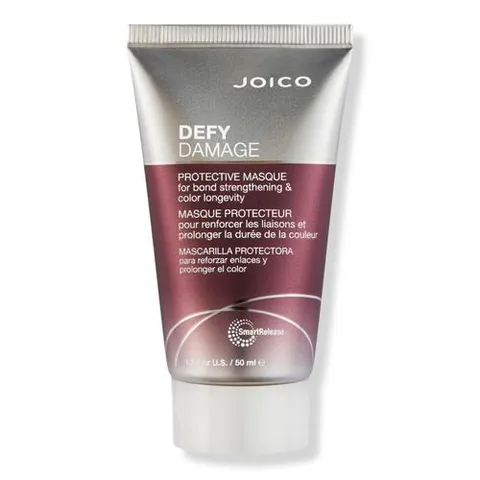 JOICO
DEFY
DAMAGE
PROTECTIVE MASQUE
for bond strengthening &
color longevity
MASQUE PROTECTEUR
pour renforcer les liaisons et
prolonger la durée de la couleur
MASCARILLA PROTECTORA
para reforzar enlaces y
prolonger el color
SmartRelease
U.S. / 50 ml e